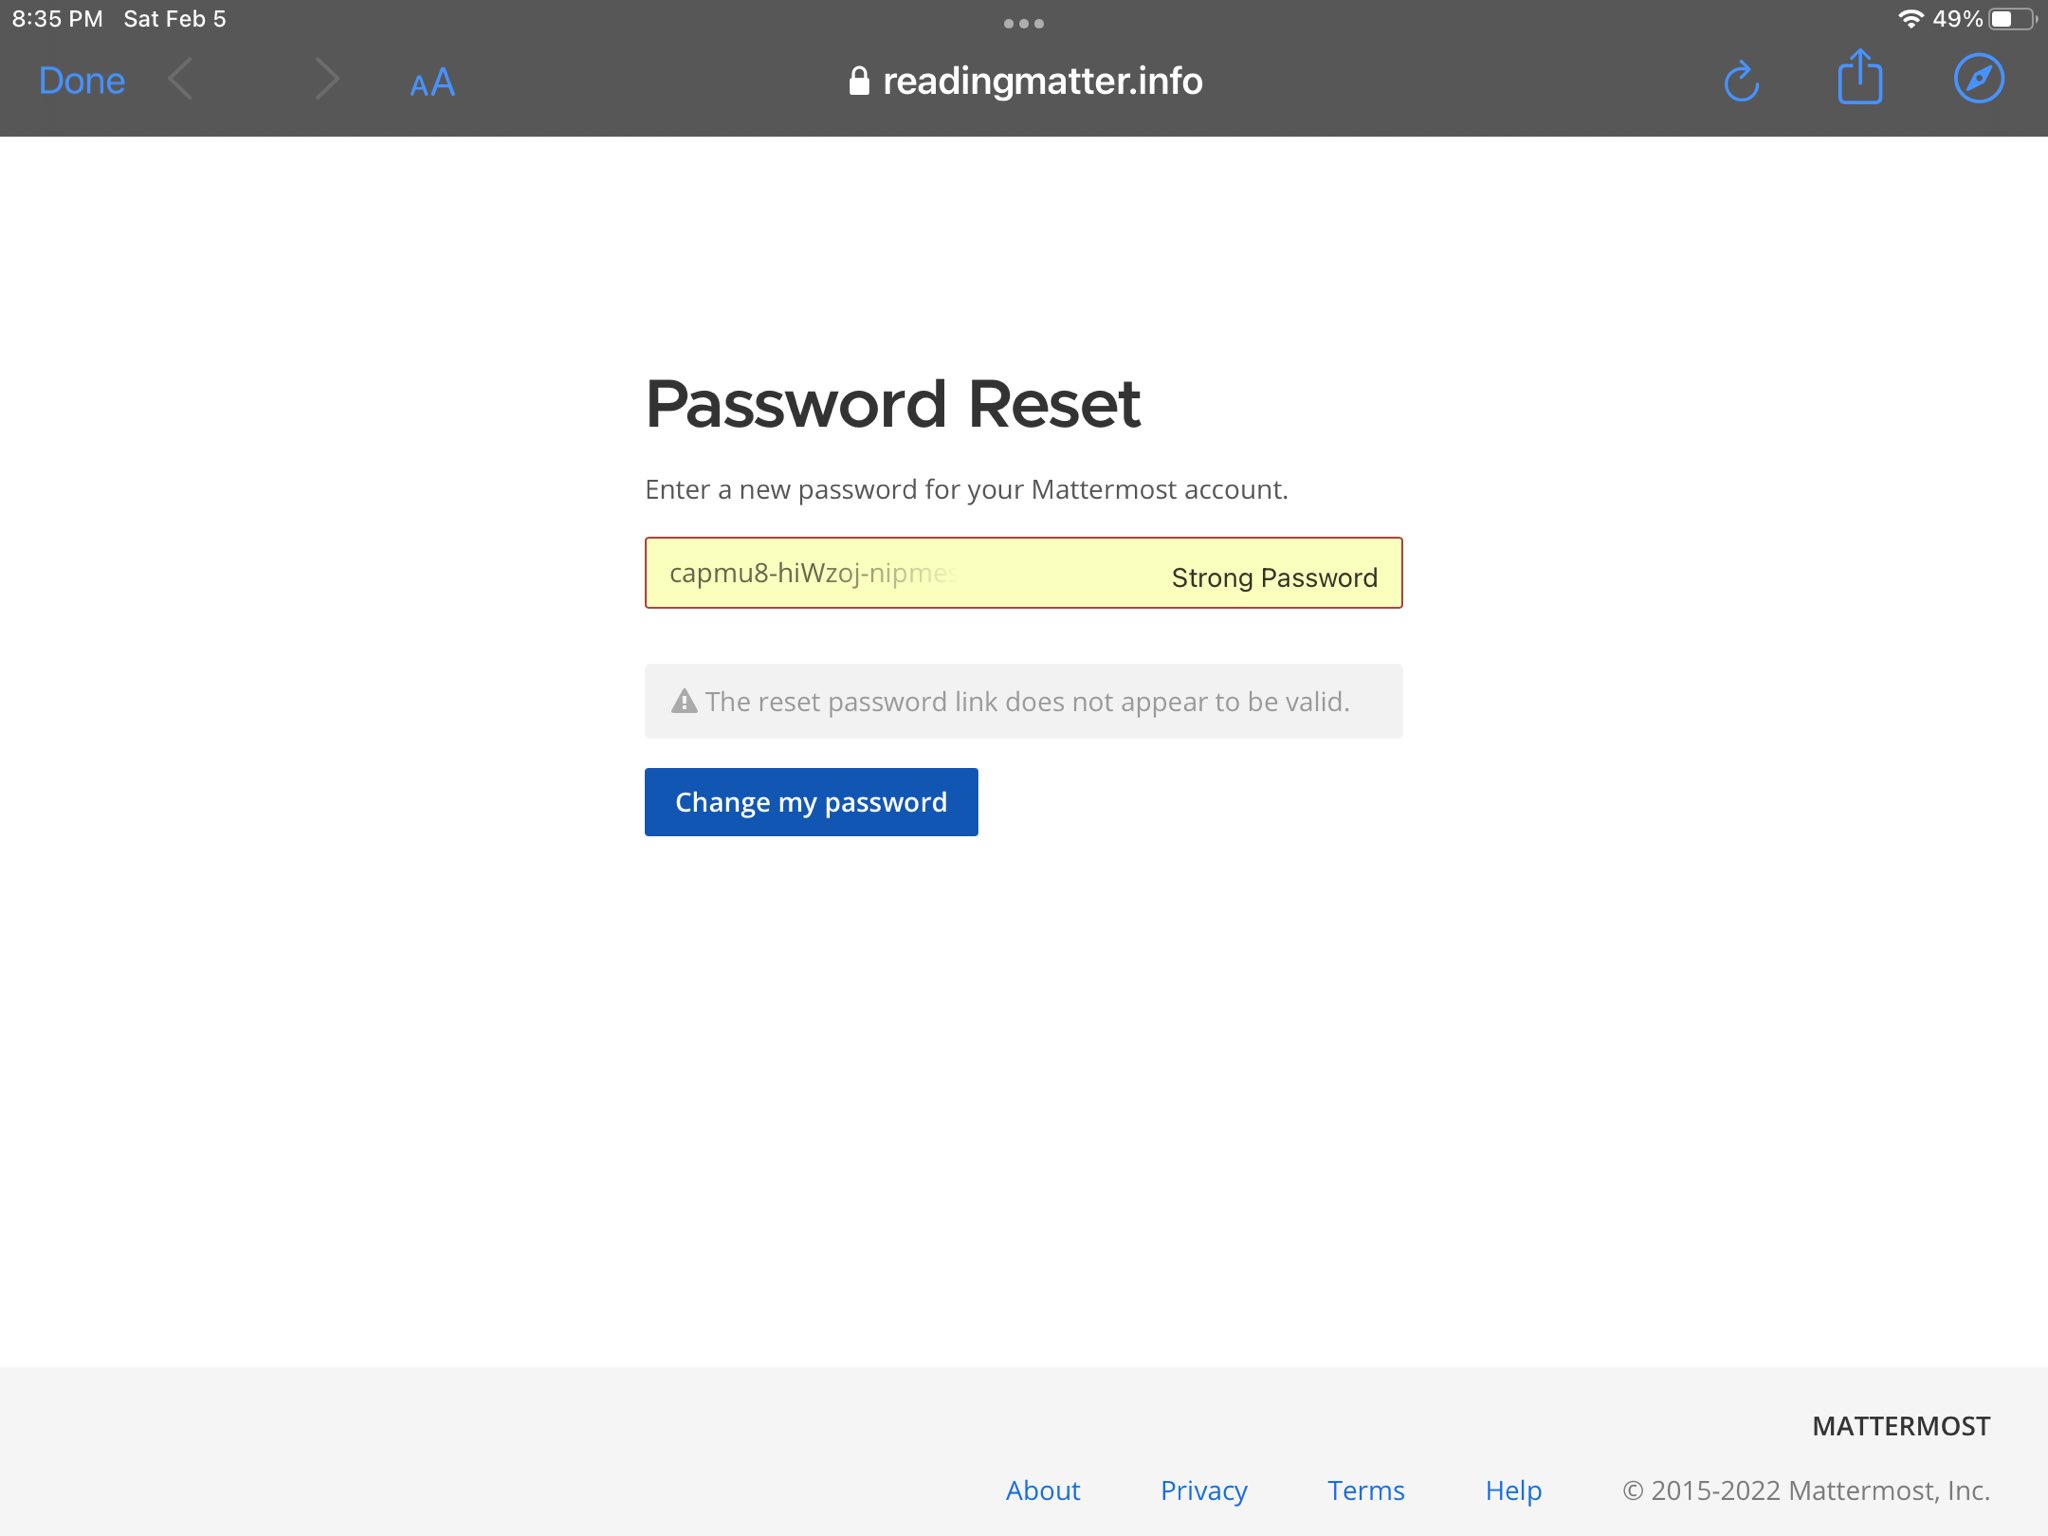 8:35 PM Sat Feb 5
49%
Done
AA
readingmatter.info
Password Reset
Enter a new password for your Mattermost account.
capmu8-hiWzoj-nipmes Strong Password
The reset password link does not appear to be valid.
Change my password
MATTERMOST
About Privacy Terms Help © 2015-2022 Mattermost, Inc.